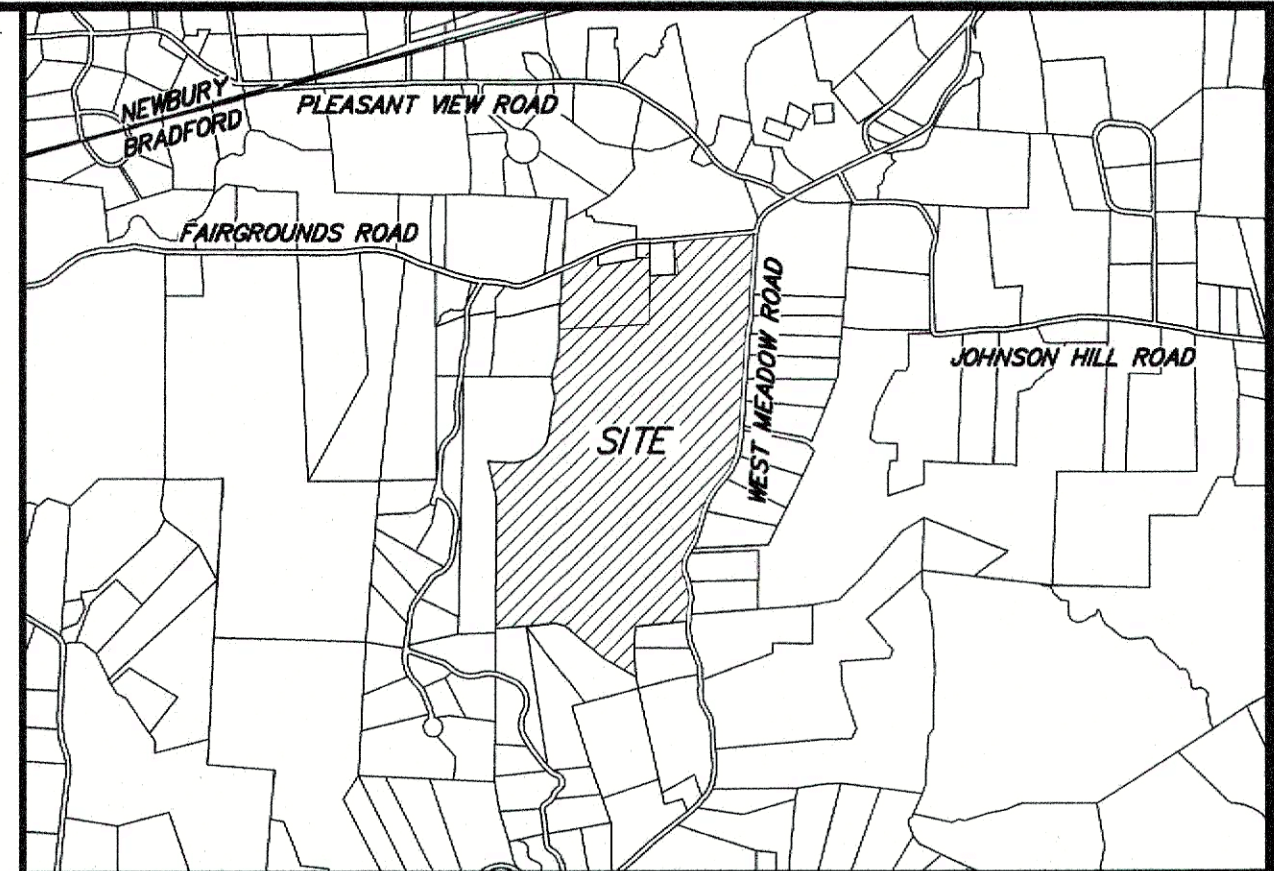 NEWBURY
BRADFORD
PLEASANT VIEW ROAD
FAIRGROUNDS ROAD
WEST MEADOW ROAD
JOHNSON HILL ROAD
SITE